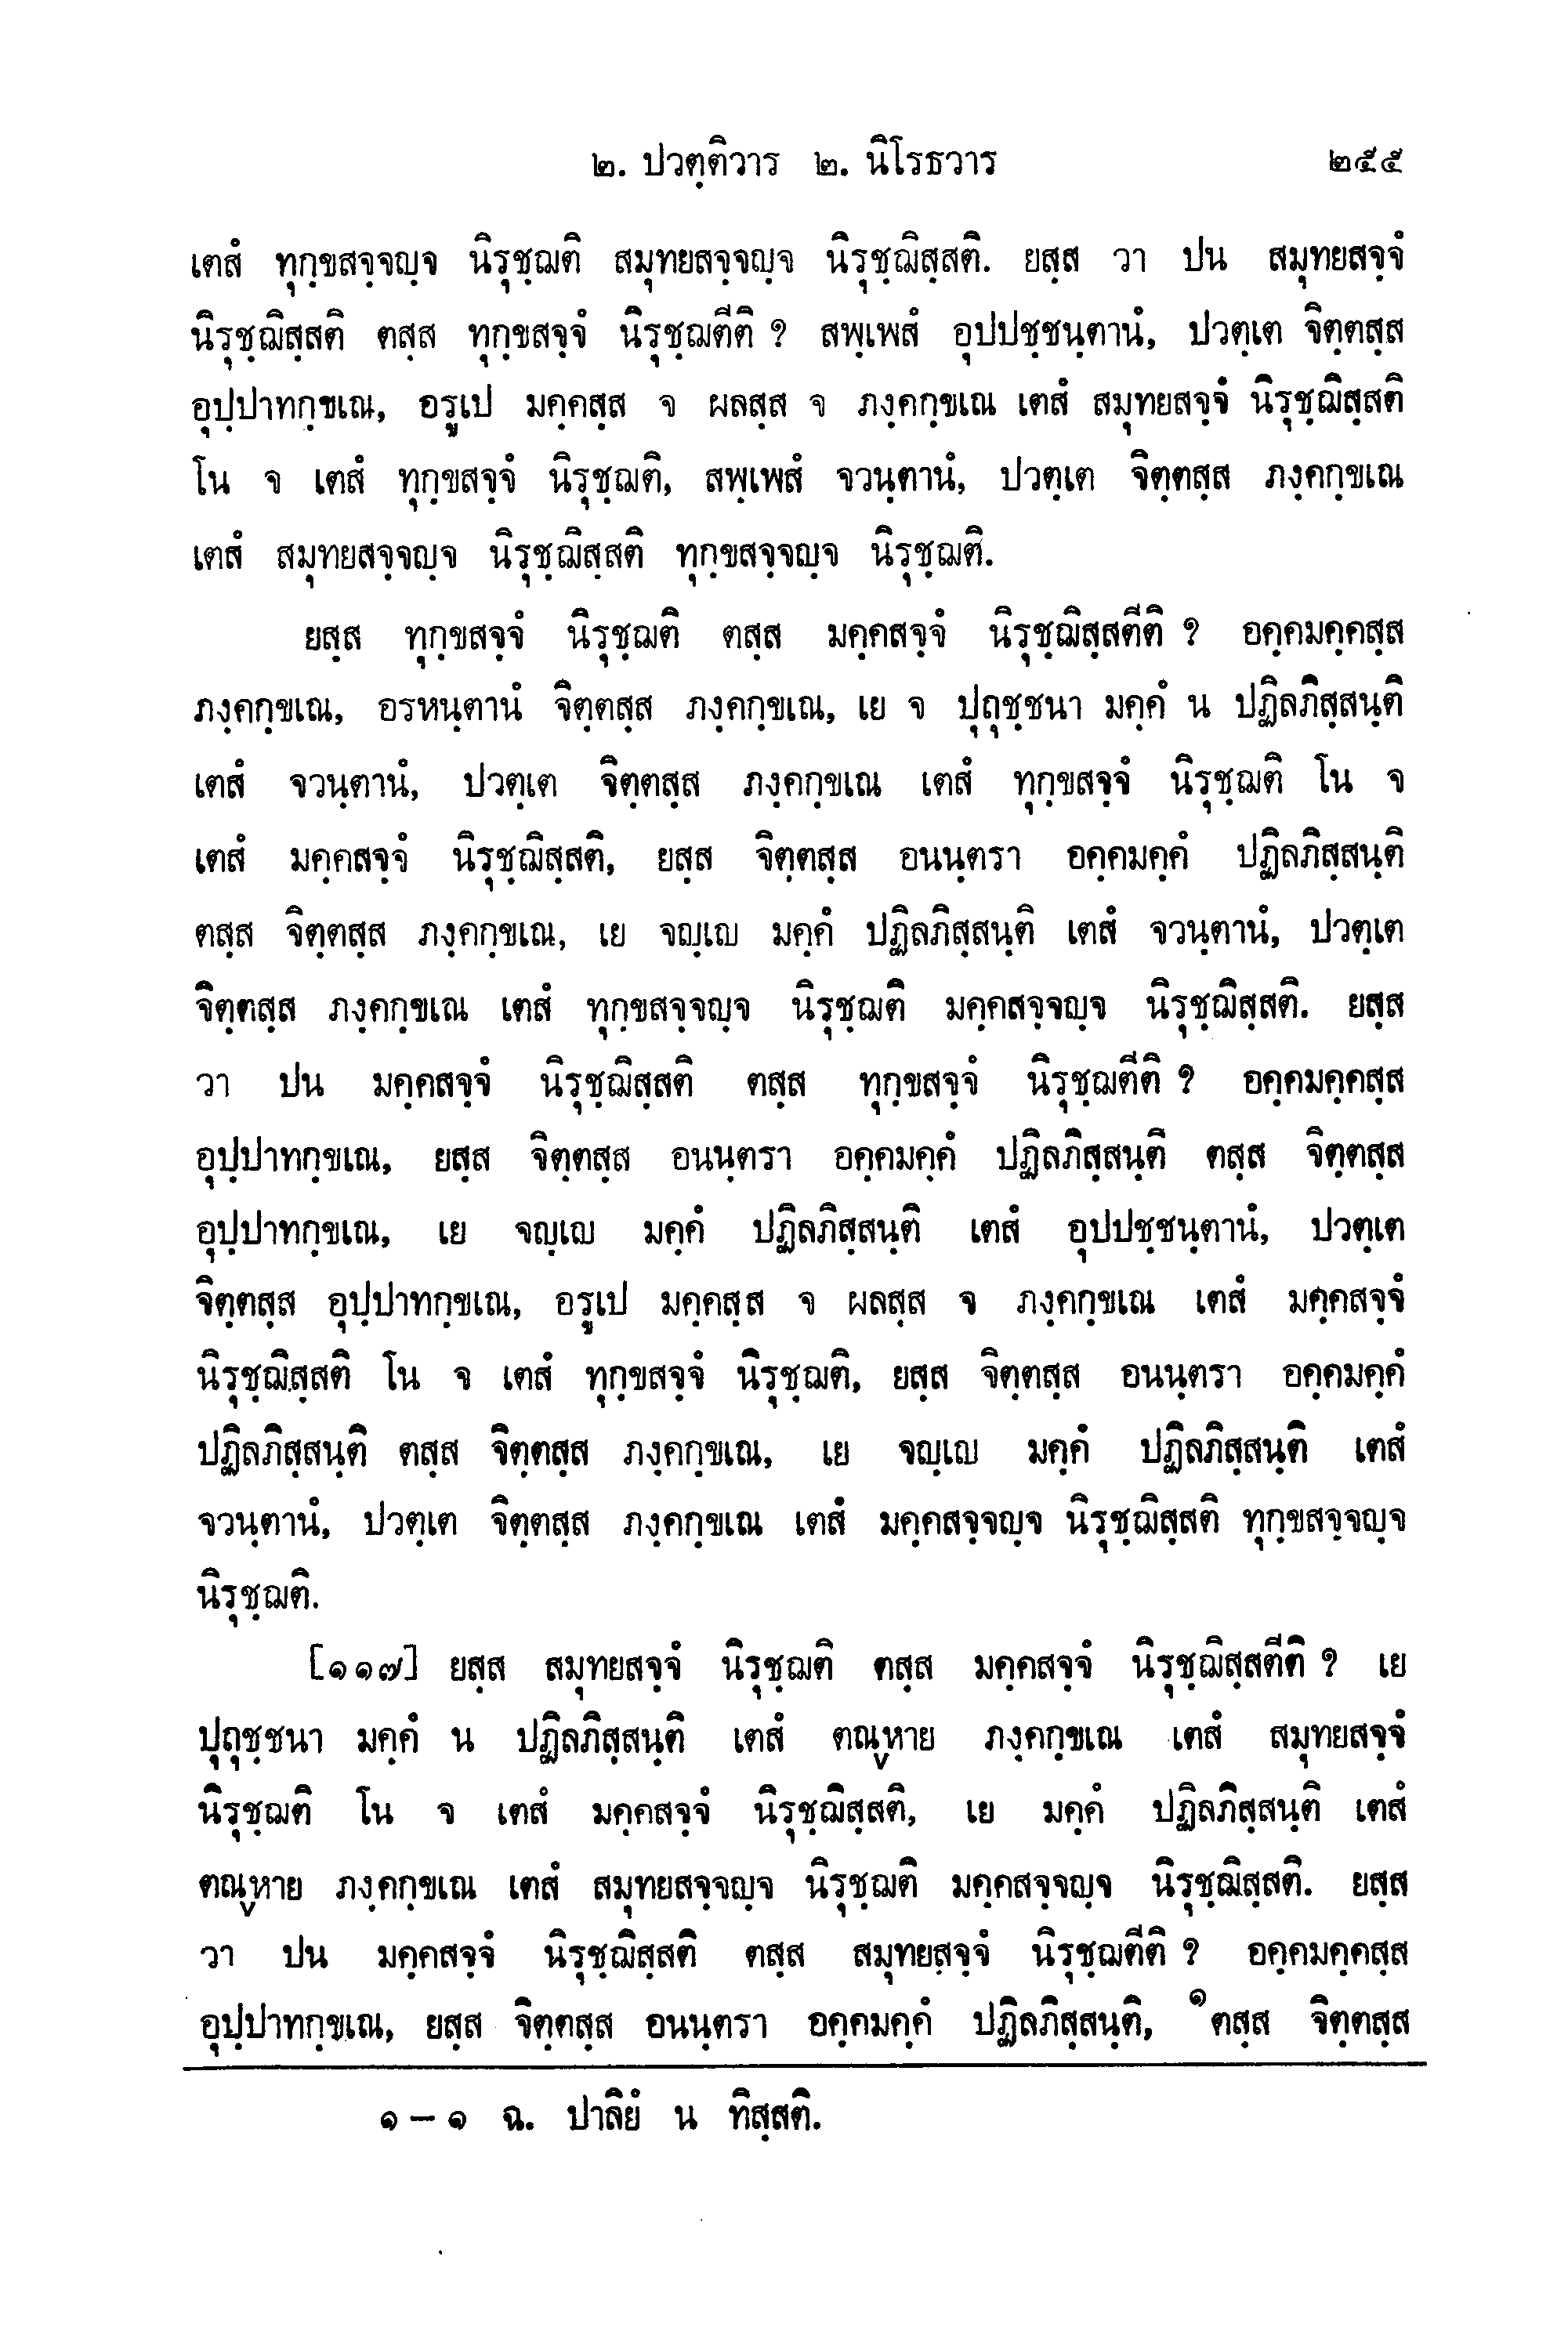 ๒. ปวตฺติวาร ๒. นิโรธวาร ๒๕๕
เตสํ ทุกฺขสจฺจญฺจ นิรุชฺฌติ สมุทยสจฺจญฺจ นิรุชฺฌิสฺสติ. ยสฺส วา ปน สมุทยสจฺจํ
นิรุชฺฌิสฺสติ ตสฺส ทุกฺขสจฺจํ นิรุชฺฌตีติ ? สพฺเพสํ อุปปชฺชนฺตานํ, ปวตฺเต จิตฺตสฺส
อุปฺปาทกฺขเณ, อรูเป มคฺคสฺส จ ผลสฺส จ ภงฺคกฺขเณ เตสํ สมุทยสจฺจํ นิรุชฺฌิสฺสติ
โน จ เตสํ ทุกฺขสจฺจํ นิรุชฺฌติ, สพฺเพสํ จวนฺตานํ, ปวตฺเต จิตฺตสฺส ภงฺคกฺขเณ
เตสํ สมุทยสจฺจญฺจ นิรุชฺฌิสฺสติ ทุกฺขสจฺจญฺจ นิรุชฺฌติ.
ยสฺส ทุกฺขสจฺจํ นิรุชฺฌติ ตสฺส มคฺคสจฺจํ นิรุชฺฌิสฺสตีติ ? อคฺคมคฺคสฺส
ภงฺคกฺขเณ, อรหนฺตานํ จิตฺตสฺส ภงฺคกฺขเณ, เย จ ปุถุชฺชนา มคฺคํ น ปฏิลภิสฺสนฺติ
เตสํ จวนฺตานํ, ปวตฺเต จิตฺตสฺส ภงฺคกฺขเณ เตสํ ทุกฺขสจฺจํ นิรุชฺฌติ โน จ
เตสํ มคฺคสจฺจํ นิรุชฺฌิสฺสติ, ยสฺส จิตฺตสฺส อนนฺตรา อคฺคมคฺคํ ปฏิลภิสฺสนฺติ
ตสฺส จิตฺตสฺส ภงฺคกฺขเณ, เย จญฺเญ มคฺคํ ปฏิลภิสฺสนฺติ เตสํ จวนฺตานํ, ปวตฺเต
จิตฺตสฺส ภงฺคกฺขเณ เตสํ ทุกฺขสจฺจญฺจ นิรุชฺฌติ มคฺคสจฺจญฺจ นิรุชฺฌิสฺสติ. ยสฺส
วา ปน มคฺคสจฺจํ นิรุชฺฌิสฺสติ ตสฺส ทุกฺขสจฺจํ นิรุชฺฌตีติ ? อคฺคมคฺคสฺส
อุปฺปาทกฺขเณ, ยสฺส จิตฺตสฺส อนนฺตรา อคฺคมคฺคํ ปฏิลภิสฺสนฺติ ตสฺส จิตฺตสฺส
อุปฺปาทกฺขเณ, เย จญฺเญ มคฺคํ ปฏิลภิสฺสนฺติ เตสํ อุปปชฺชนฺตานํ, ปวตฺเต
จิตฺตสฺส อุปฺปาทกฺขเณ, อรูเป มคฺคสฺส จ ผลสฺส จ ภงฺคกฺขเณ เตสํ มคฺคสจฺจํ
นิรุชฺฌิสฺสติ โน จ เตสํ ทุกฺขสจฺจํ นิรุชฺฌติ, ยสฺส จิตฺตสฺส อนนฺตรา อคฺคมคฺคํ
ปฏิลภิสฺสนฺติ ตสฺส จิตฺตสฺส ภงฺคกฺขเณ, เย จญฺเญ มคฺคํ ปฏิลภิสฺสนฺติ เตสํ
จวนฺตานํ, ปวตฺเต จิตฺตสฺส ภงฺคกฺขเณ เตสํ มคฺคสจฺจญฺจ นิรุชฺฌิสฺสติ ทุกฺขสจฺจญฺจ
นิรุชฺฌติ.
[๑๑๗] ยสฺส สมุทยสจฺจํ นิรุชฺฌติ ตสฺส มคฺคสจฺจํ นิรุชฺฌิสฺสตีติ ? เย
ปุถุชฺชนา มคฺคํ น ปฏิลภิสฺสนฺติ เตสํ ตณฺหาย ภงฺคกฺขเณ เตสํ สมุทยสจฺจํ
นิรุชฺฌติ โน จ เตสํ มคฺคสจฺจํ นิรุชฺฌิสฺสติ, เย มคฺคํ ปฏิลภิสฺสนฺติ เตสํ
ตณฺหาย ภงฺคกฺขเณ เตสํ สมุทยสจฺจญฺจ นิรุชฺฌติ มคฺคสจฺจญฺจ นิรุชฺฌิสฺสติ. ยสฺส
วา ปน มคฺคสจฺจํ นิรุชฺฌิสฺสติ ตสฺส สมุทยสจฺจํ นิรุชฺฌตีติ ? อคฺคมคฺคสฺส
อุปฺปาทกฺขเณ, ยสฺส จิตฺตสฺส อนนฺตรา อคฺคมคฺคํ ปฏิลภิสฺสนฺติ, ๑ตสฺส จิตฺตสฺส
๑ – ๑ ฉ. ปาลิยํ น ทิสฺสติ.